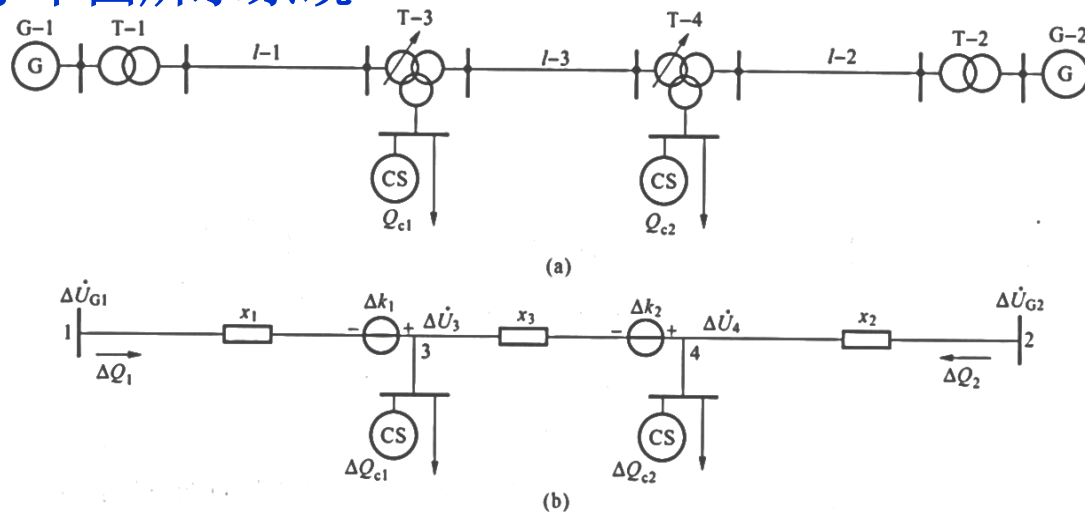 G-1 T-1 l-1 T-3 l-3 T-4 l-2 T-2 G-2
G G
CS CS
Q_c1 Q_c2
(a)
ΔU̇_G1 x_1 Δk_1 ΔU̇_3 x_3 Δk_2 ΔU̇_4 x_2 ΔU̇_G2
1 − + 3 − + 4 2
ΔQ_1 ΔQ_2
CS CS
ΔQ_c1 ΔQ_c2
(b)